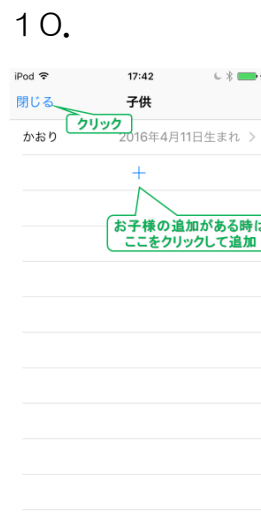 １０．
iPod 17:42
閉じる 子供
クリック
かおり 2016年4月11日生まれ
+
お子様の追加がある時は
ここをクリックして追加